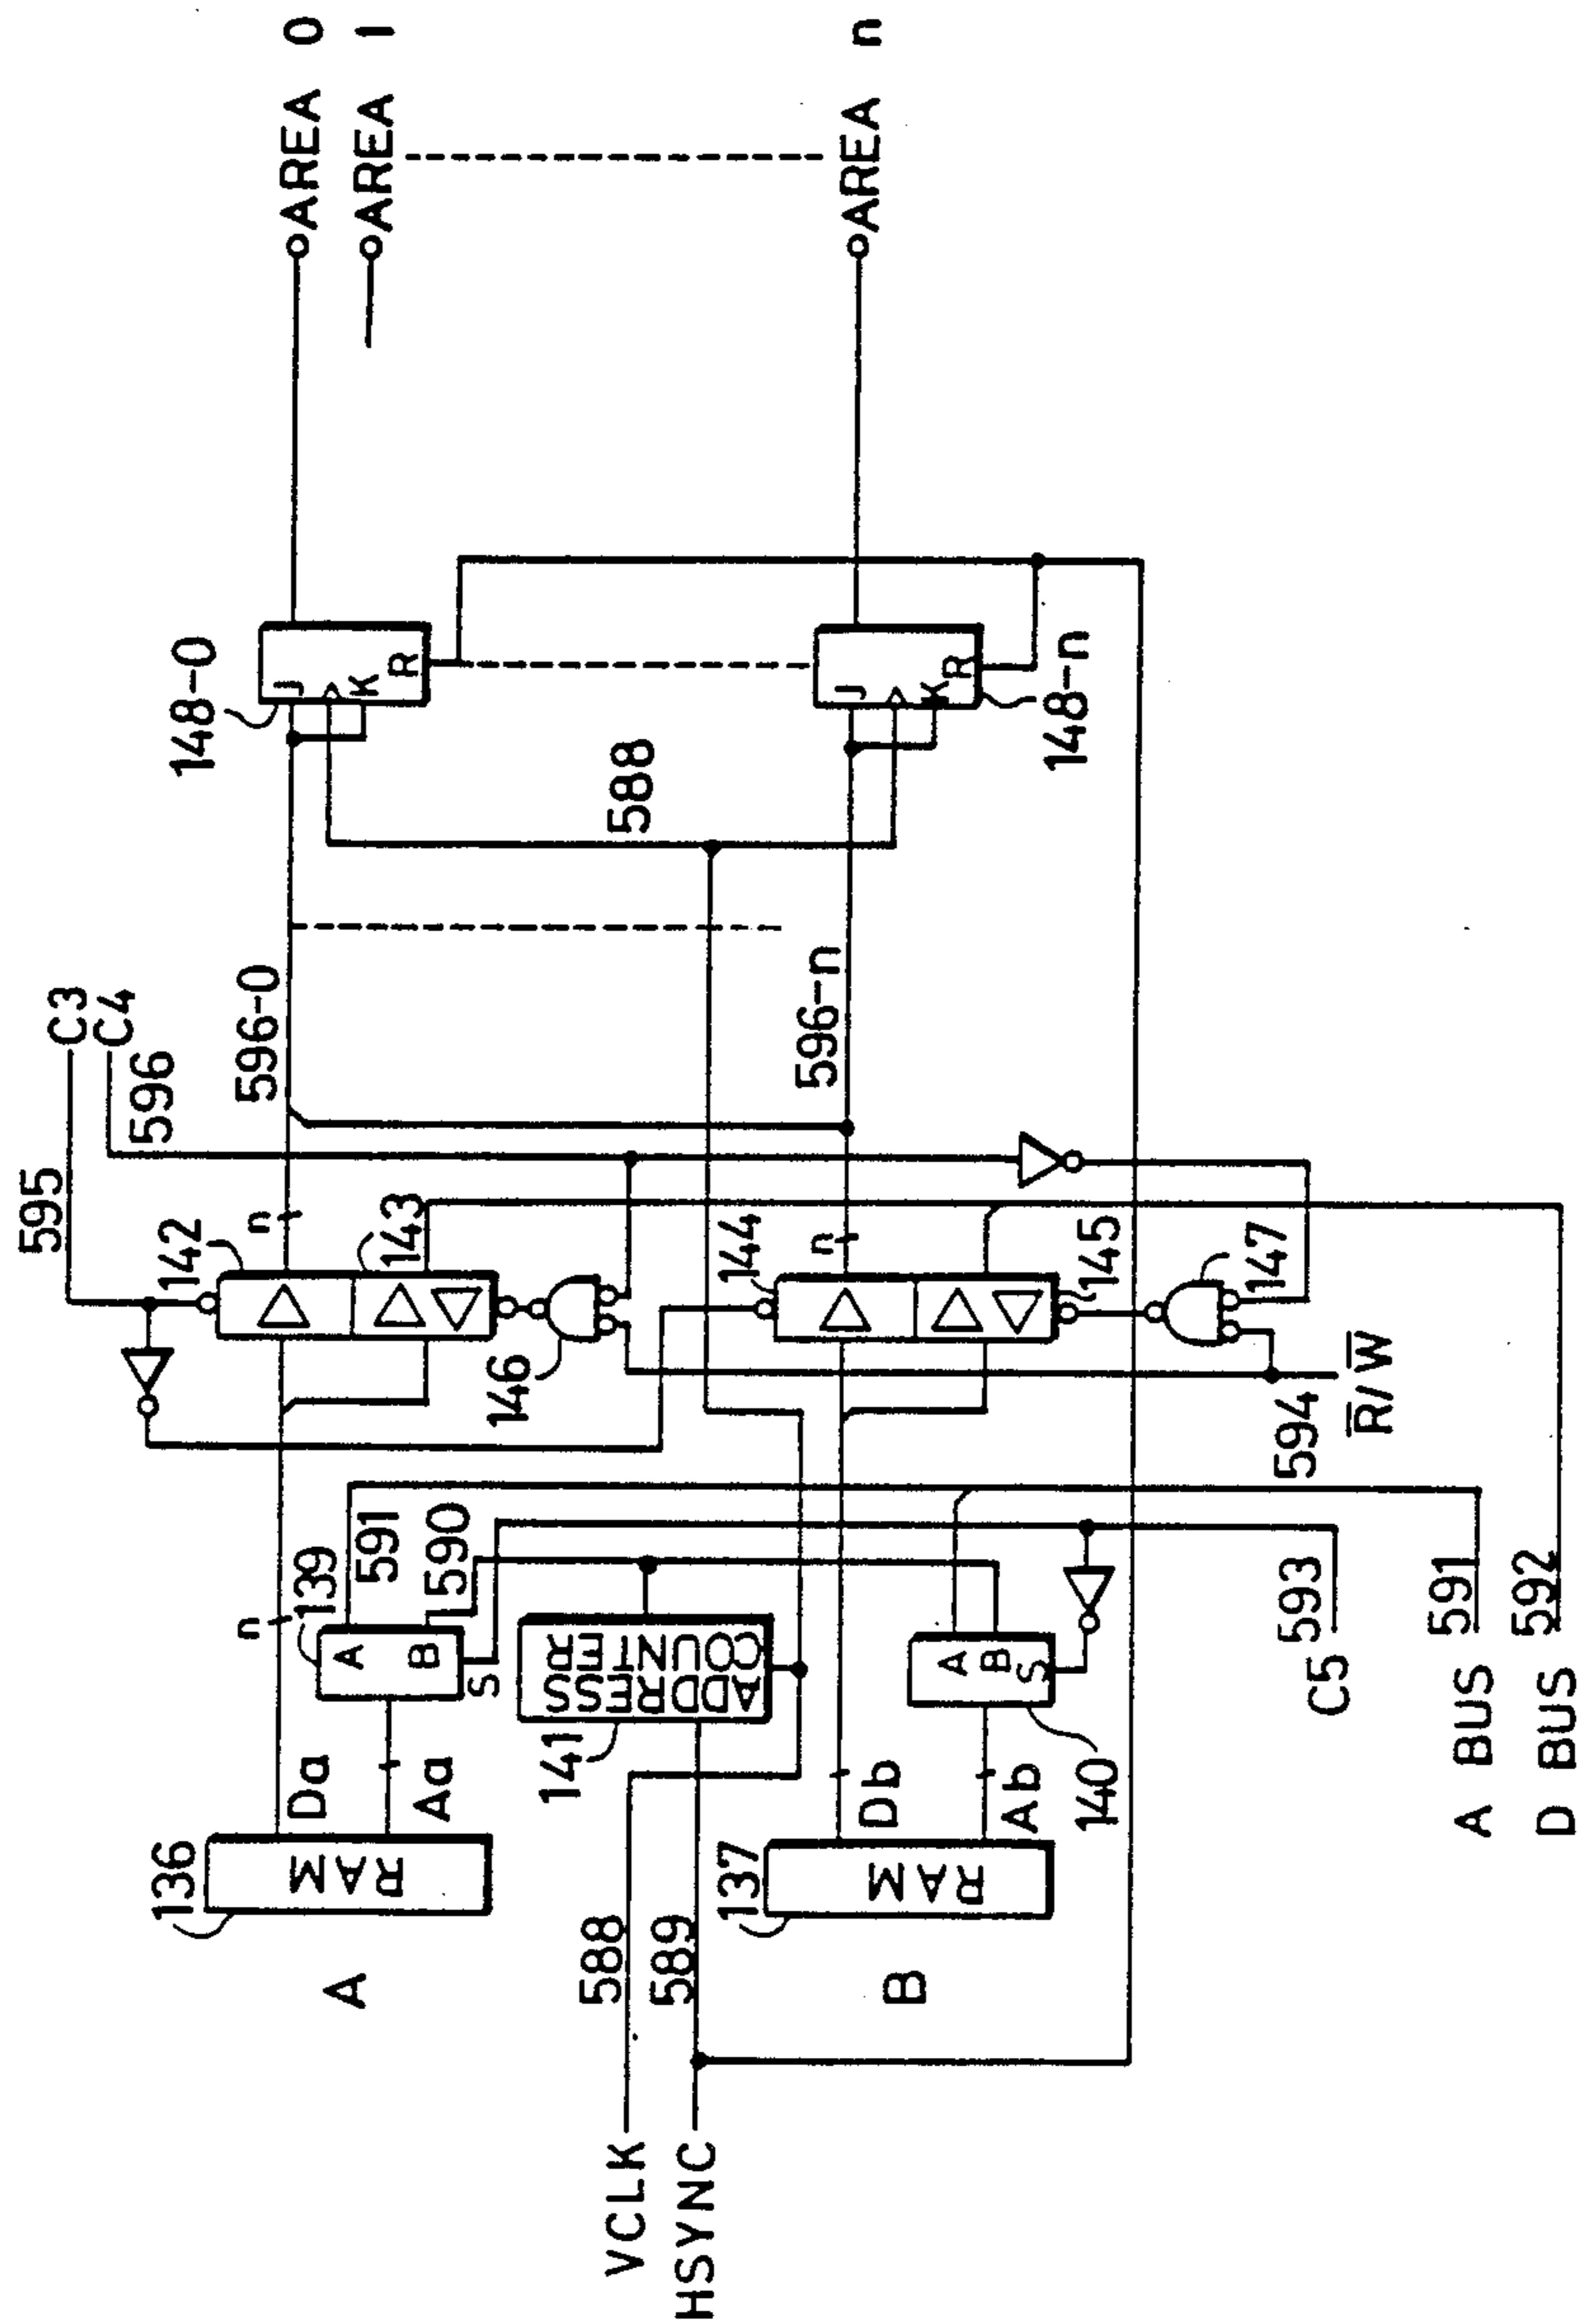 AREA 0
AREA 1
AREA n
148-0
J
K
R
148-n
J
K
R
588
C3
C4
595
596
596-0
596-n
n
142
143
146
n
144
145
147
594
R̅/W̅
n
139
A
B
S
591
590
ADDRESS
COUNTER
141
A
B
S
140
C5 593
A BUS 591
D BUS 592
136
RAM
Da
Aa
A
137
RAM
Db
Ab
B
VCLK 588
HSYNC 589